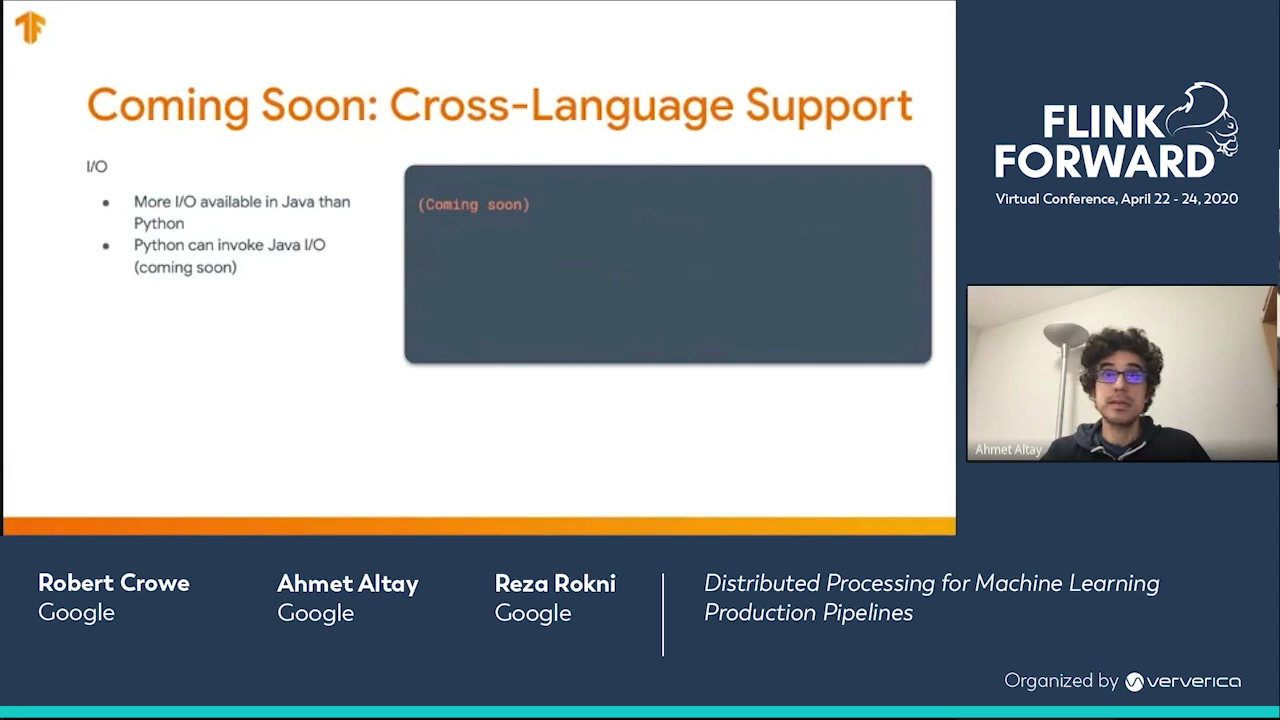 Coming Soon: Cross-Language Support
I/O
• More I/O available in Java than
Python
• Python can invoke Java I/O
(coming soon)
(Coming soon)
FLINK
FORWARD
Virtual Conference, April 22 - 24, 2020
Ahmet Altay
Robert Crowe
Google
Ahmet Altay
Google
Reza Rokni
Google
Distributed Processing for Machine Learning
Production Pipelines
Organized by ververica